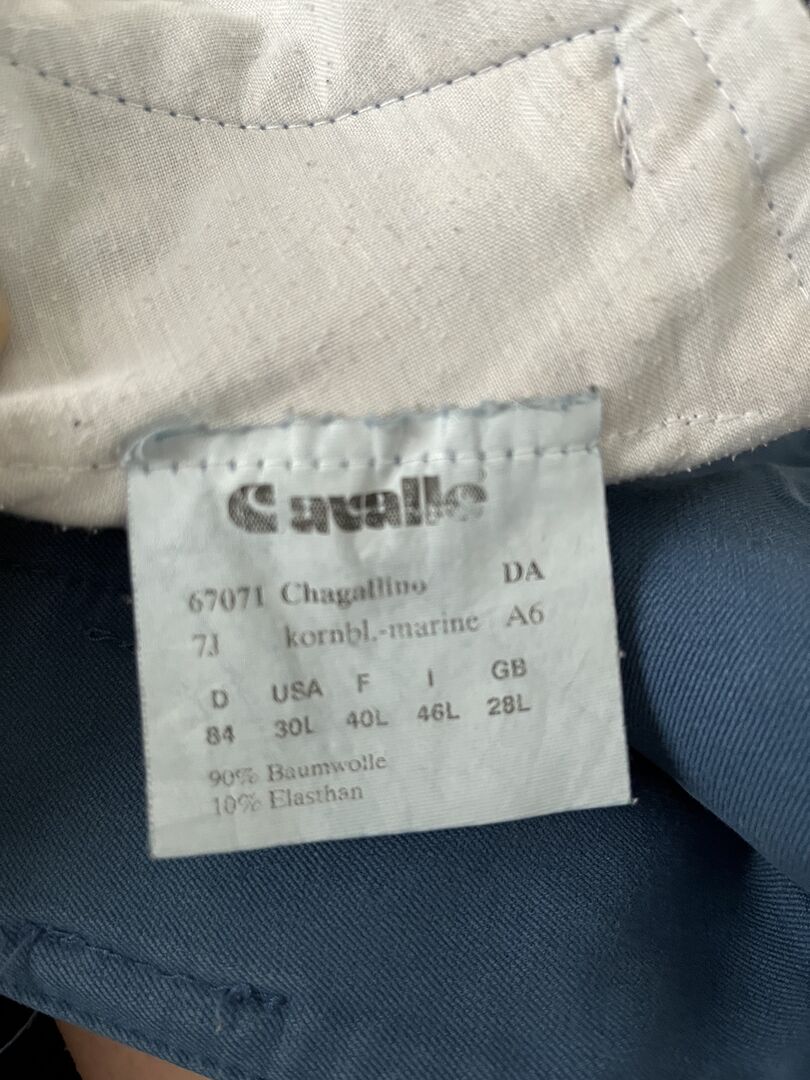 Cavallo
67071 Chagallino DA
7J kornbl.-marine A6
D USA F I GB
84 30L 40L 46L 28L
90% Baumwolle
10% Elasthan